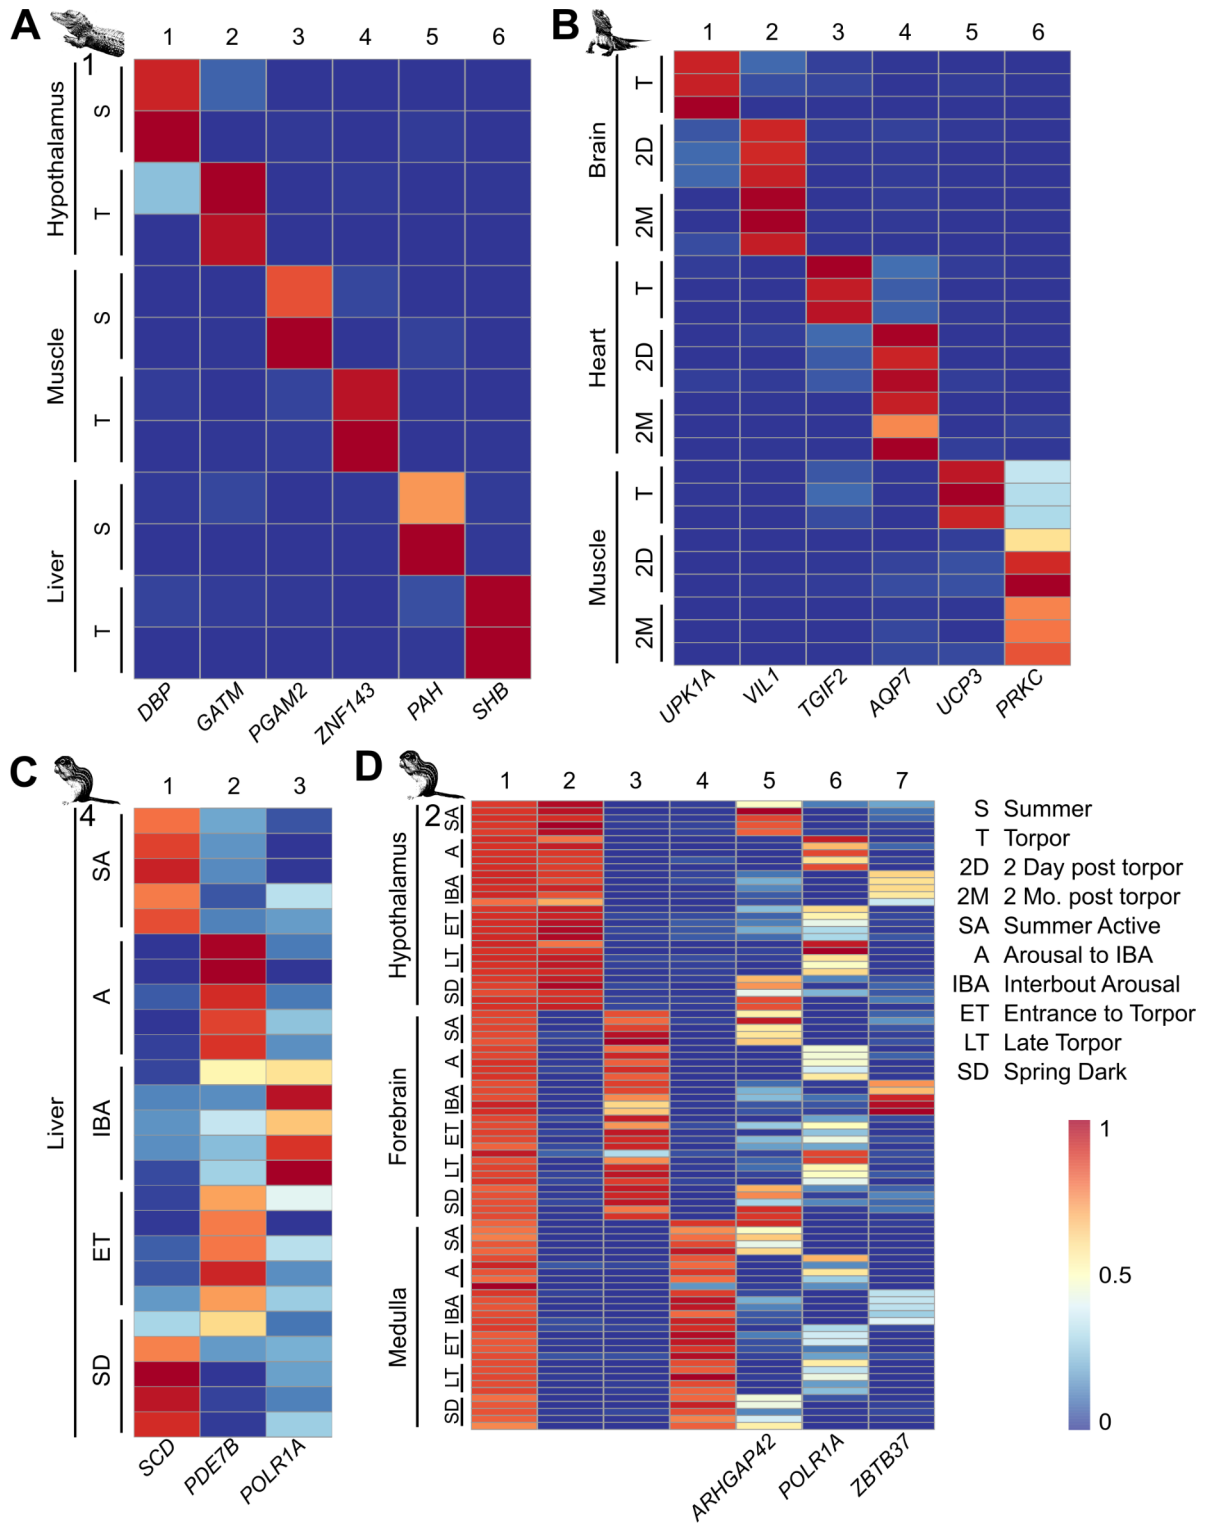 A
1 2 3 4 5 6
1
Hypothalamus
S
T
Muscle
S
T
Liver
S
T
DBP GATM PGAM2 ZNF143 PAH SHB
B
1 2 3 4 5 6
Brain
T
2D
2M
Heart
T
2D
2M
Muscle
T
2D
2M
UPK1A VIL1 TGIF2 AQP7 UCP3 PRKC
C
1 2 3
4
Liver
SA
A
IBA
ET
SD
SCD PDE7B POLR1A
D
1 2 3 4 5 6 7
2
Hypothalamus
SA
A
IBA
ET
LT
SD
Forebrain
SA
A
IBA
ET
LT
SD
Medulla
SA
A
IBA
ET
LT
SD
ARHGAP42 POLR1A ZBTB37
S Summer
T Torpor
2D 2 Day post torpor
2M 2 Mo. post torpor
SA Summer Active
A Arousal to IBA
IBA Interbout Arousal
ET Entrance to Torpor
LT Late Torpor
SD Spring Dark
1
0.5
0